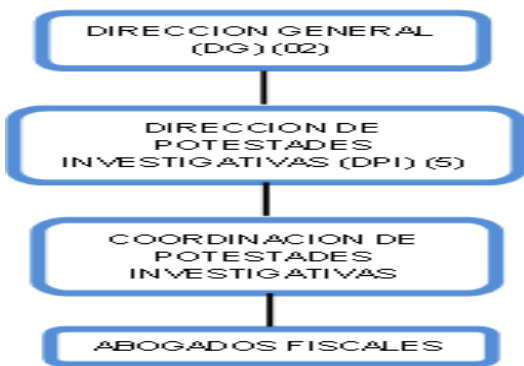 DIRECCION GENERAL
(DG) (02)
DIRECCION DE
POTESTADES
INVESTIGATIVAS (DPI) (5)
COORDINACION DE
POTESTADES
INVESTIGATIVAS
ABOGADOS FISCALES